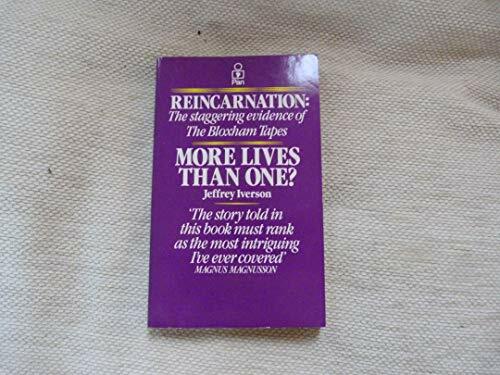 Pan
REINCARNATION:
The staggering evidence of
The Bloxham Tapes
MORE LIVES
THAN ONE?
Jeffrey Iverson
'The story told in
this book must rank
as the most intriguing
I've ever covered'
MAGNUS MAGNUSSON